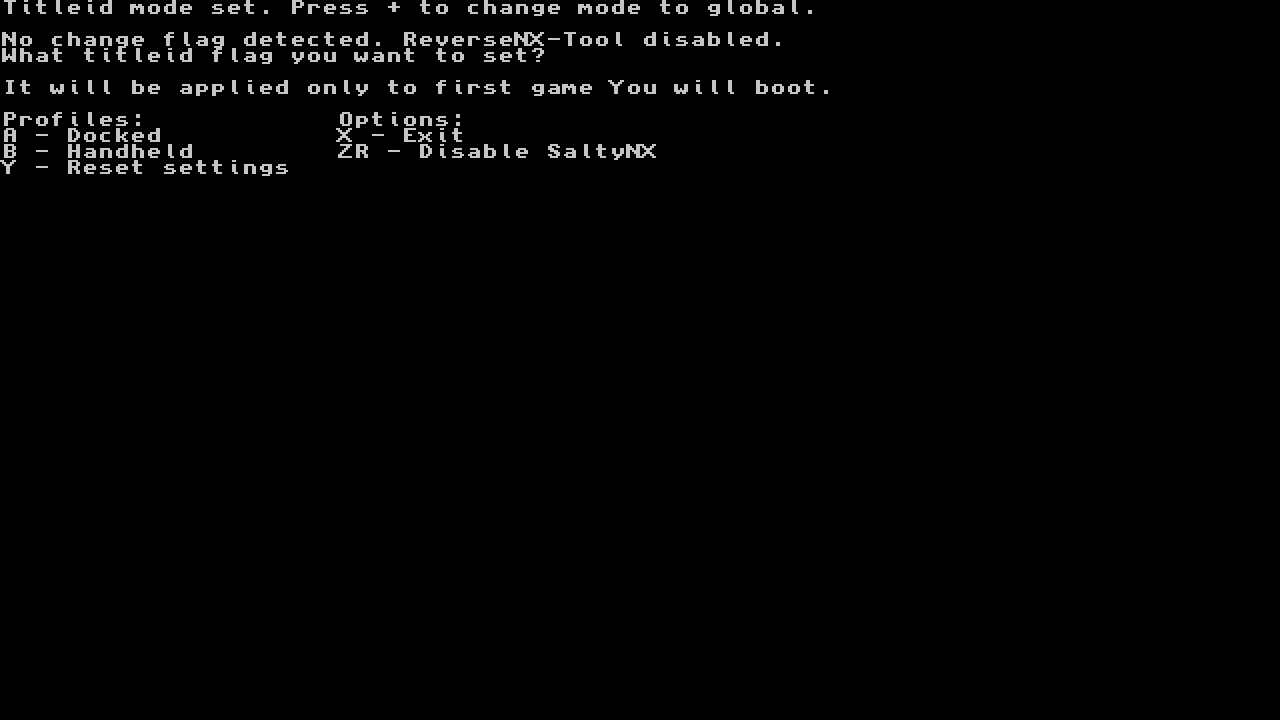 Titleid mode set. Press + to change mode to global.
No change flag detected. ReverseNX-Tool disabled.
What titleid flag you want to set?
It will be applied only to first game You will boot.
Profiles: Options:
A - Docked X - Exit
B - Handheld ZR - Disable SaltyNX
Y - Reset settings